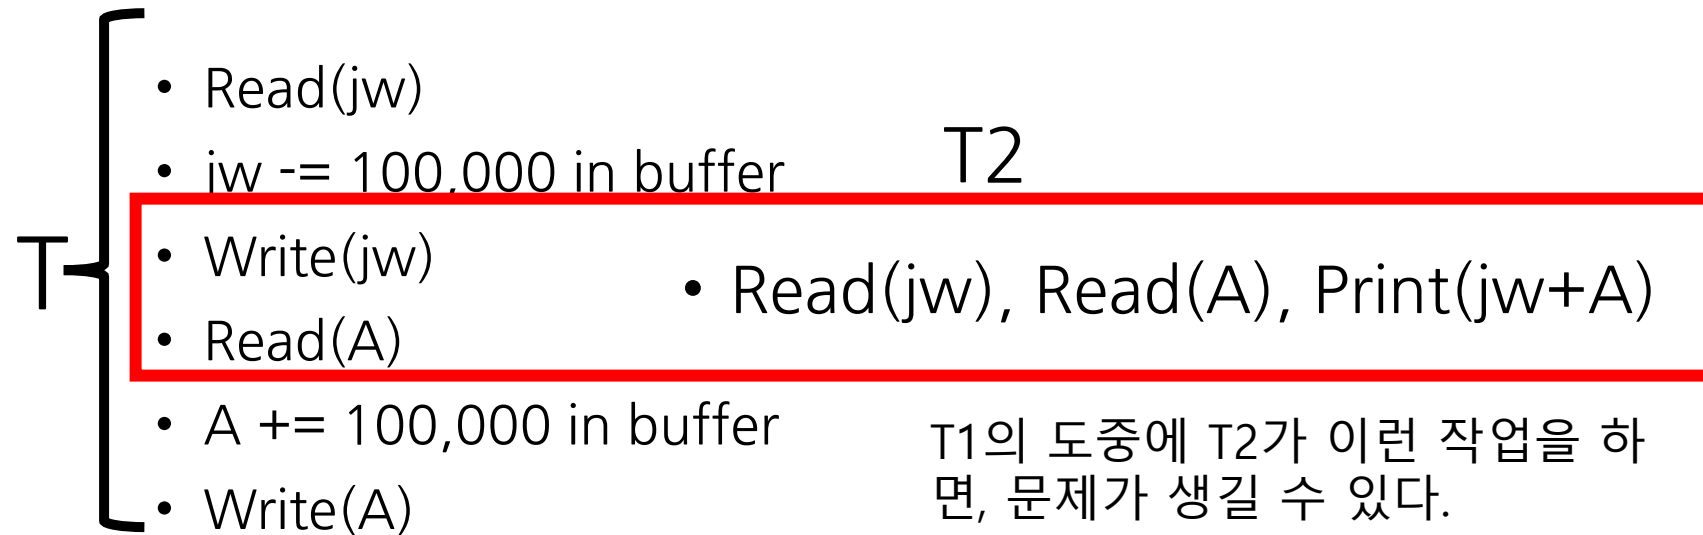 T
• Read(jw)
• jw -= 100,000 in buffer
• Write(jw)
• Read(A)
• A += 100,000 in buffer
• Write(A)
T2
• Read(jw), Read(A), Print(jw+A)
T1의 도중에 T2가 이런 작업을 하
면, 문제가 생길 수 있다.